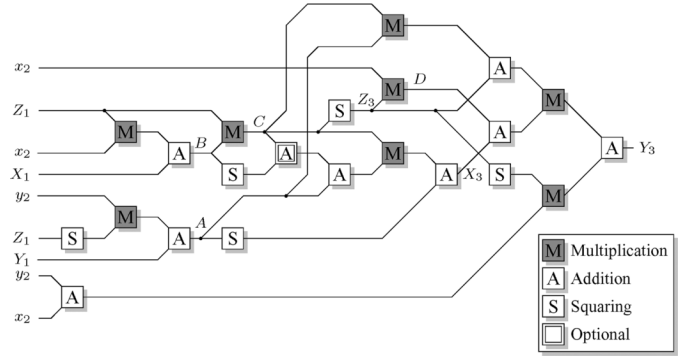 M
x₂
A
M
D
Z₁
S
Z₃
M
x₂
M
B
M
C
A
Y₃
X₁
A
A
M
A
S
A
X₃
S
y₂
M
M
Z₁
S
A
A
S
Y₁
y₂
A
x₂
M Multiplication
A Addition
S Squaring
Optional